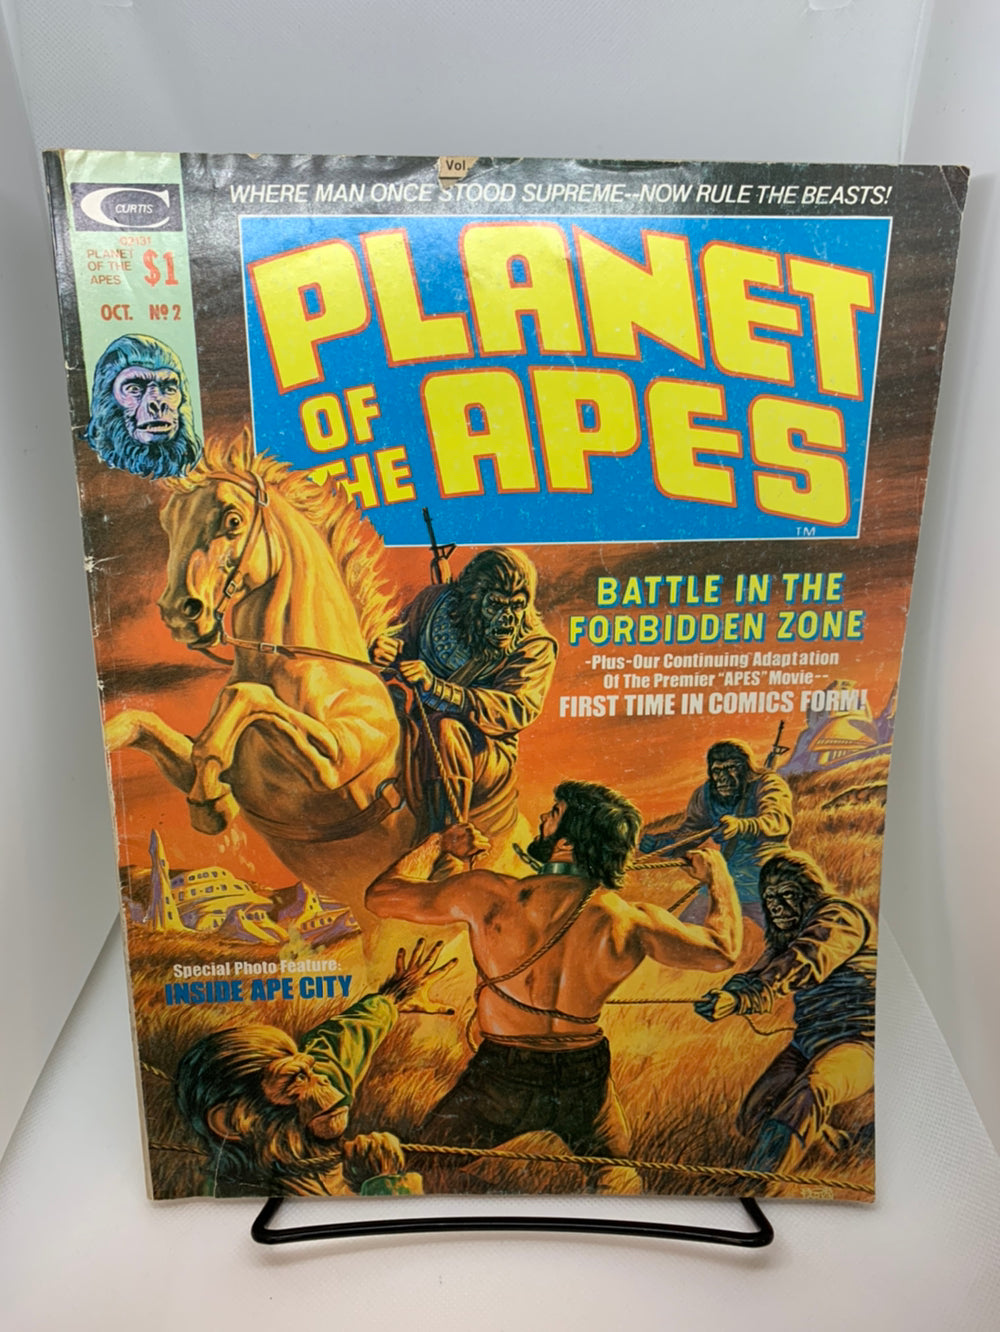 Vol.
WHERE MAN ONCE STOOD SUPREME--NOW RULE THE BEASTS!
CURTIS
02131
PLANET
OF THE
APES
$1
OCT. Nº 2
PLANET
OF
THE
APES
TM
BATTLE IN THE
FORBIDDEN ZONE
-Plus-Our Continuing Adaptation
Of The Premier "APES" Movie--
FIRST TIME IN COMICS FORM!
Special Photo Feature:
INSIDE APE CITY